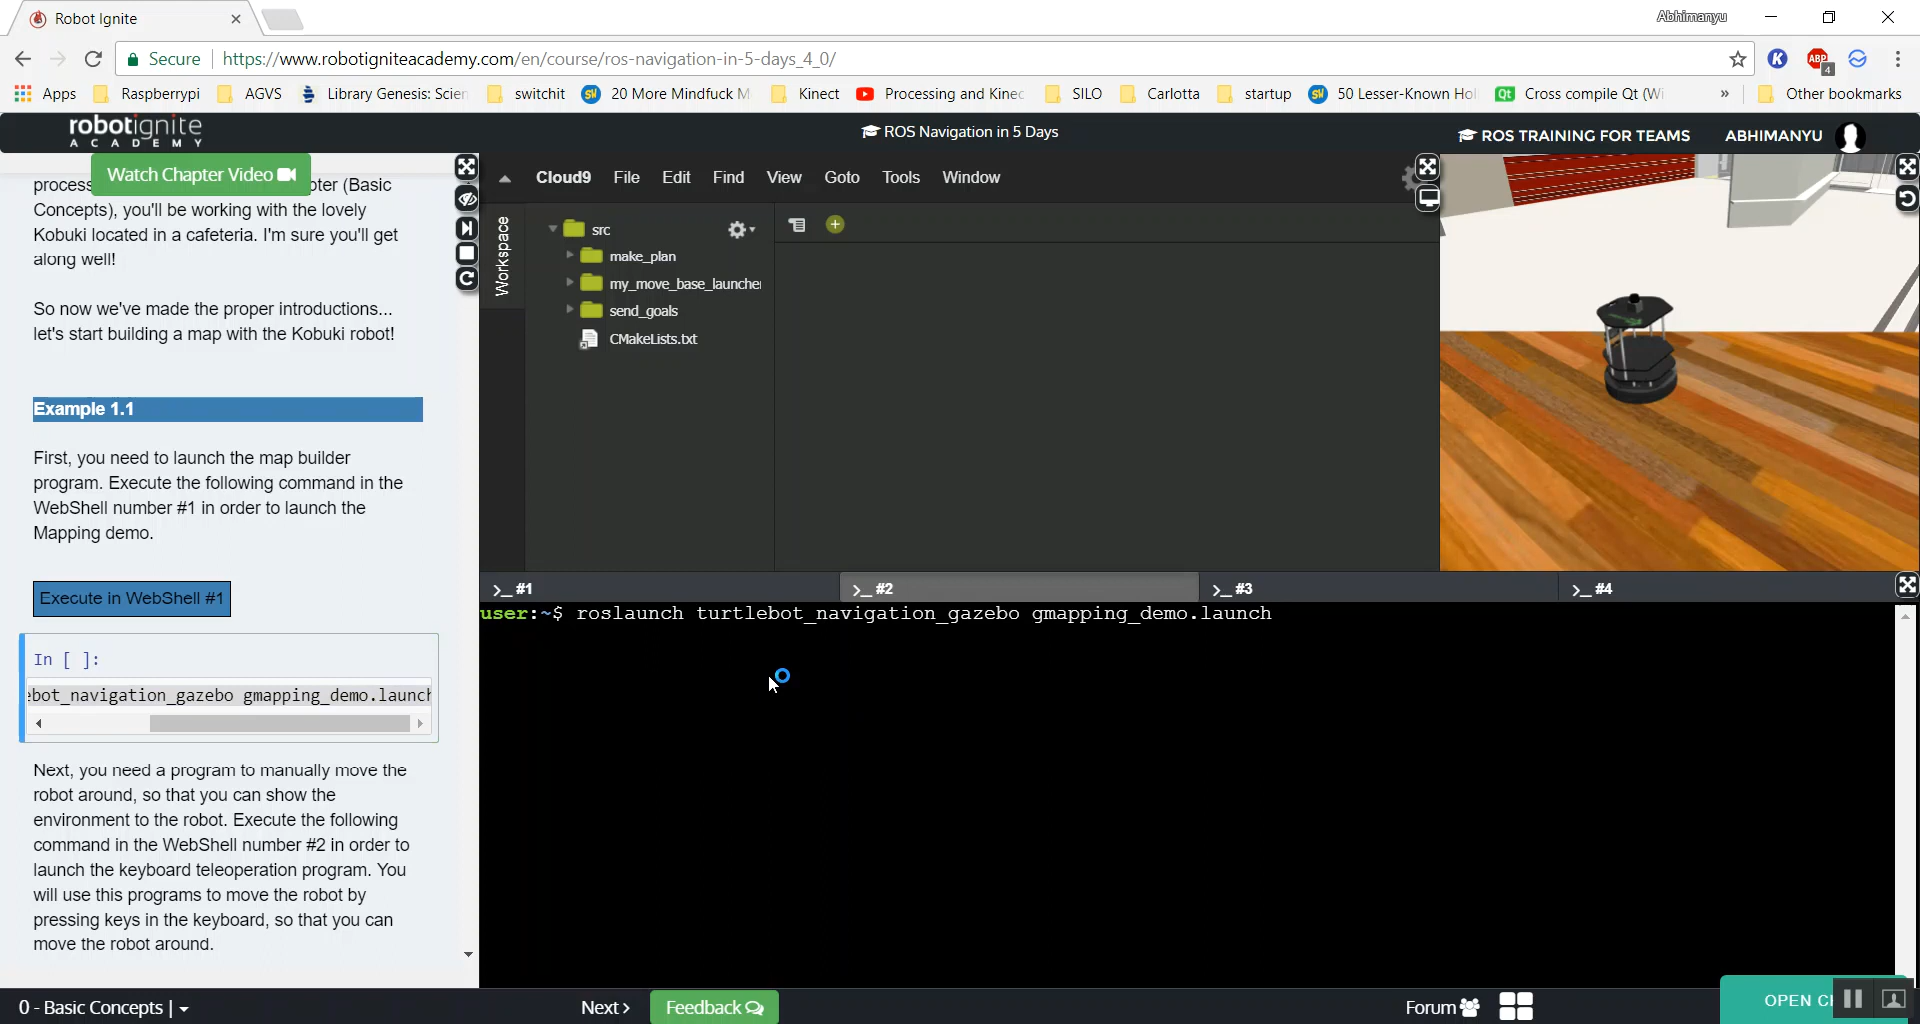 Robot Ignite
Abhimanyu
Secure
https://www.robotigniteacademy.com/en/course/ros-navigation-in-5-days_4_0/
ABP
4
Apps
Raspberrypi
AGVS
Library Genesis: Scien
switchit
20 More Mindfuck M
Kinect
Processing and Kinec
SILO
Carlotta
startup
50 Lesser-Known Hol
Cross compile Qt (Wi
»
Other bookmarks
robotignite
ACADEMY
ROS Navigation in 5 Days
ROS TRAINING FOR TEAMS
ABHIMANYU
Watch Chapter Video
process pter (Basic
Concepts), you'll be working with the lovely
Kobuki located in a cafeteria. I'm sure you'll get
along well!
So now we've made the proper introductions...
let's start building a map with the Kobuki robot!
Example 1.1
First, you need to launch the map builder
program. Execute the following command in the
WebShell number #1 in order to launch the
Mapping demo.
Execute in WebShell #1
In [ ]:
ebot_navigation_gazebo gmapping_demo.launch
Next, you need a program to manually move the
robot around, so that you can show the
environment to the robot. Execute the following
command in the WebShell number #2 in order to
launch the keyboard teleoperation program. You
will use this programs to move the robot by
pressing keys in the keyboard, so that you can
move the robot around.
Cloud9 File Edit Find View Goto Tools Window
Workspace
src
make_plan
my_move_base_launcher
send_goals
CMakeLists.txt
>_ #1
>_ #2
>_ #3
>_ #4
user:~$ roslaunch turtlebot_navigation_gazebo gmapping_demo.launch
0 - Basic Concepts |
Next>
Feedback
Forum
OPEN